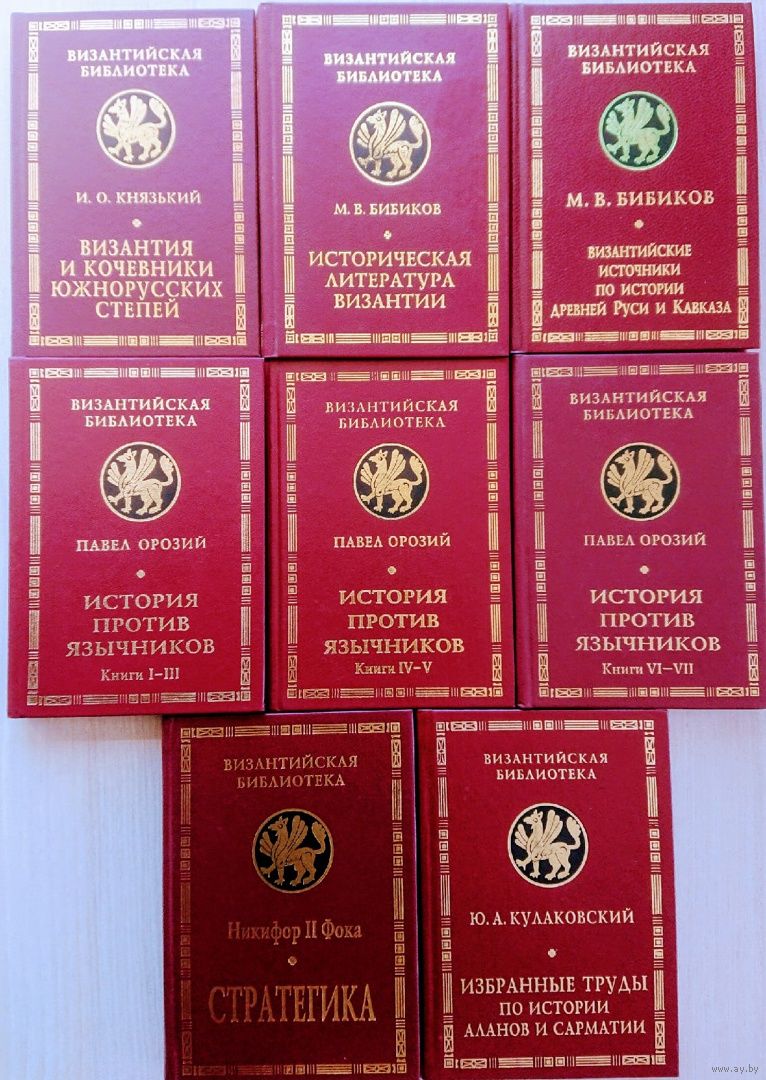 ВИЗАНТИЙСКАЯ
БИБЛИОТЕКА
И. О. КНЯЗЬКИЙ
ВИЗАНТИЯ
И КОЧЕВНИКИ
ЮЖНОРУССКИХ
СТЕПЕЙ
ВИЗАНТИЙСКАЯ
БИБЛИОТЕКА
М. В. БИБИКОВ
ИСТОРИЧЕСКАЯ
ЛИТЕРАТУРА
ВИЗАНТИИ
ВИЗАНТИЙСКАЯ
БИБЛИОТЕКА
М. В. БИБИКОВ
ВИЗАНТИЙСКИЕ
ИСТОЧНИКИ
ПО ИСТОРИИ
ДРЕВНЕЙ РУСИ И КАВКАЗА
ВИЗАНТИЙСКАЯ
БИБЛИОТЕКА
ПАВЕЛ ОРОЗИЙ
ИСТОРИЯ
ПРОТИВ
ЯЗЫЧНИКОВ
Книги I–III
ВИЗАНТИЙСКАЯ
БИБЛИОТЕКА
ПАВЕЛ ОРОЗИЙ
ИСТОРИЯ
ПРОТИВ
ЯЗЫЧНИКОВ
Книги IV–V
ВИЗАНТИЙСКАЯ
БИБЛИОТЕКА
ПАВЕЛ ОРОЗИЙ
ИСТОРИЯ
ПРОТИВ
ЯЗЫЧНИКОВ
Книги VI–VII
ВИЗАНТИЙСКАЯ
БИБЛИОТЕКА
Никифор II Фока
СТРАТЕГИКА
ВИЗАНТИЙСКАЯ
БИБЛИОТЕКА
Ю. А. КУЛАКОВСКИЙ
ИЗБРАННЫЕ ТРУДЫ
ПО ИСТОРИИ
АЛАНОВ И САРМАТИИ
www.ay.by